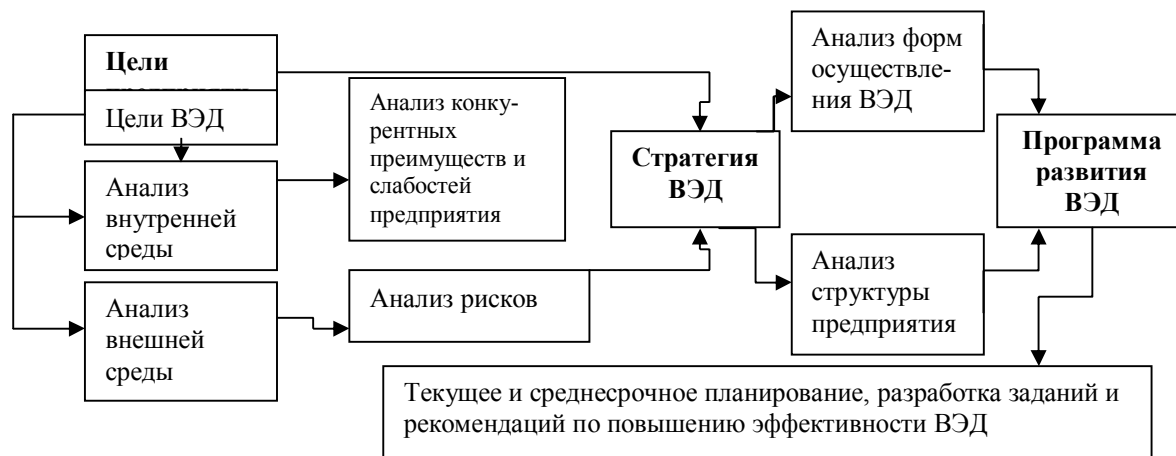 Цели
Цели ВЭД
Анализ
внутренней
среды
Анализ
внешней
среды
Анализ конку-
рентных
преимуществ и
слабостей
предприятия
Анализ рисков
Стратегия
ВЭД
Анализ форм
осуществле-
ния ВЭД
Анализ
структуры
предприятия
Программа
развития
ВЭД
Текущее и среднесрочное планирование, разработка заданий и
рекомендаций по повышению эффективности ВЭД